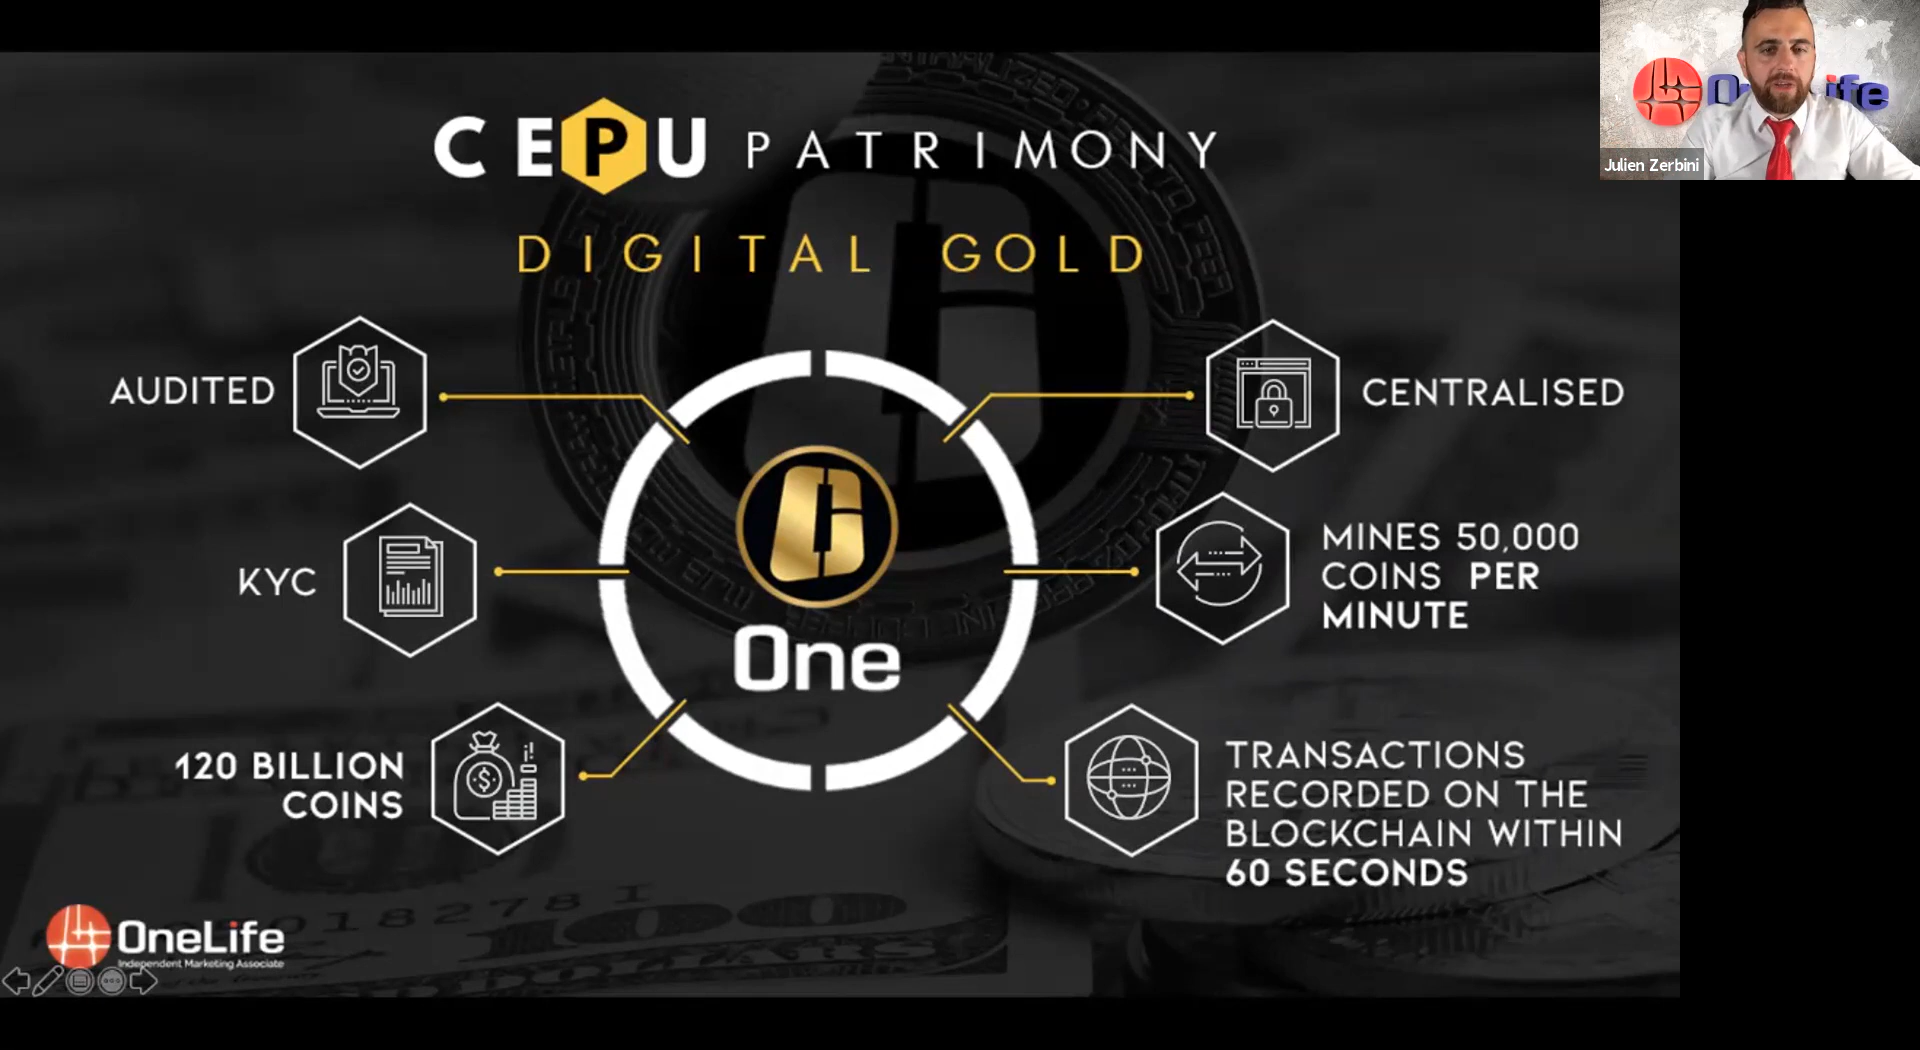 CEPU PATRIMONY
DIGITAL GOLD
AUDITED
KYC
120 BILLION
COINS
One
CENTRALISED
MINES 50,000
COINS PER
MINUTE
TRANSACTIONS
RECORDED ON THE
BLOCKCHAIN WITHIN
60 SECONDS
OneLife
Independent Marketing Associate
Julien Zerbini